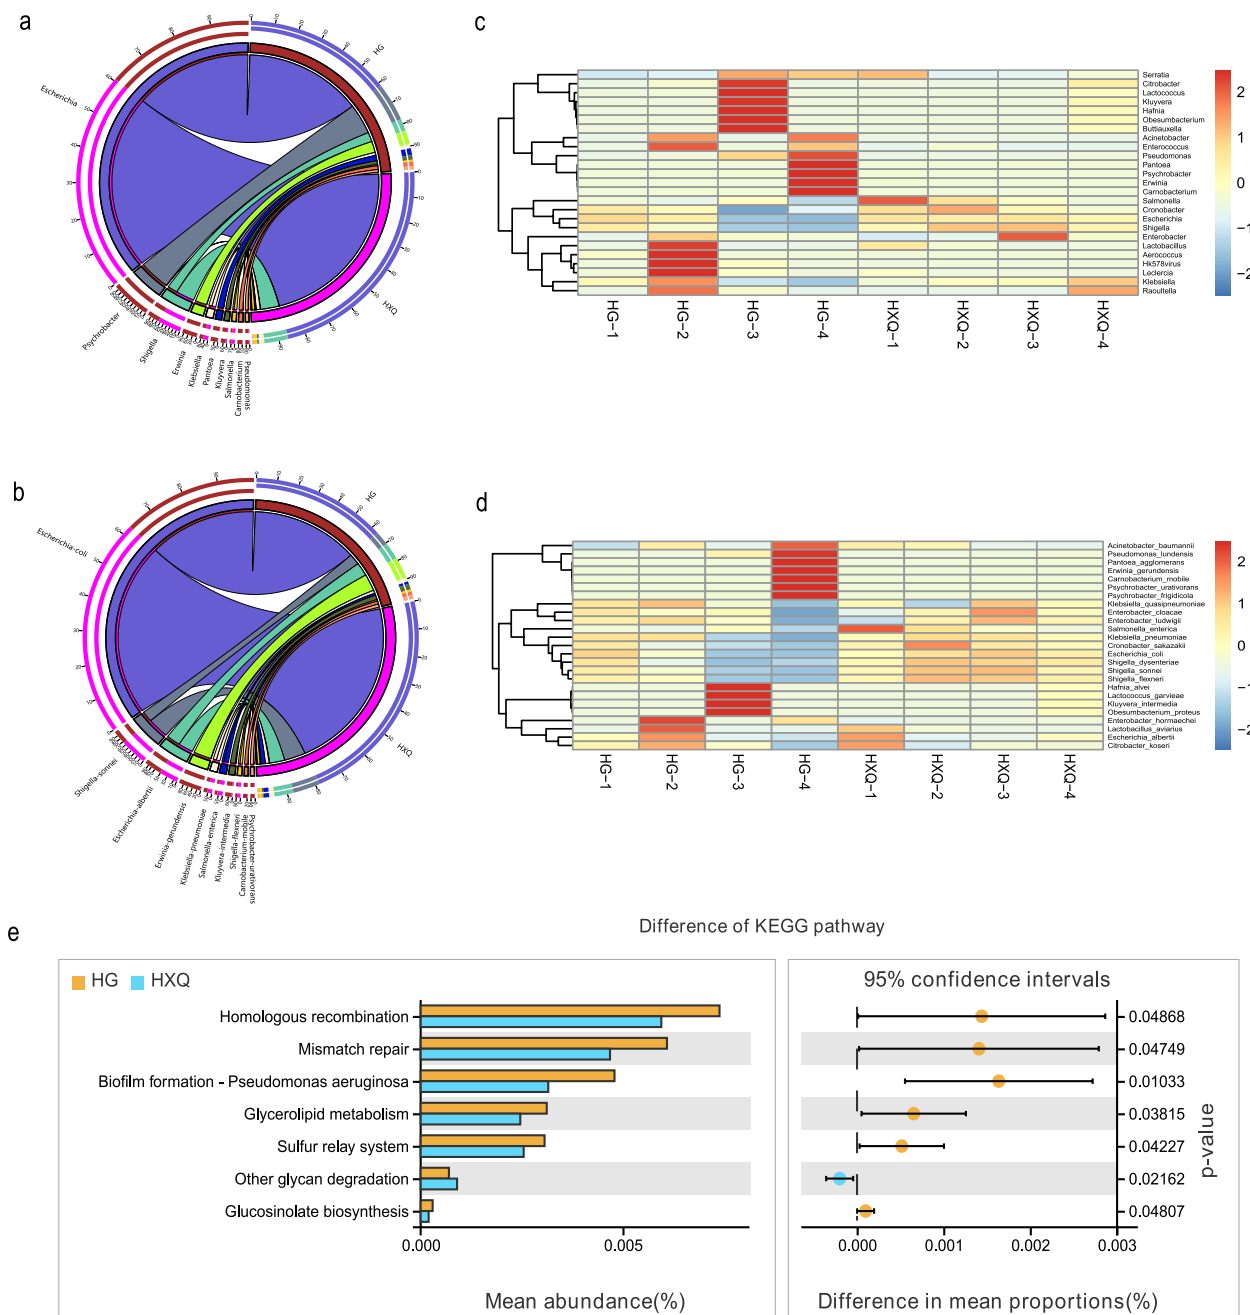 a
HG
Escherichia
HXQ
Psychrobacter
Shigella
Erwinia
Klebsiella
Pantoea
Kluyvera
Salmonella
Carnobacterium
Pseudomonas
b
HG
Escherichia-coli
HXQ
Shigella-sonnei
Escherichia-albertii
Erwinia-gerundensis
Klebsiella-pneumoniae
Salmonella-enterica
Kluyvera-intermedia
Shigella-flexneri
Carnobacterium-mobile
Psychrobacter-urativorans
c
Serratia
Citrobacter
Lactococcus
Kluyvera
Hafnia
Obesumbacterium
Buttiauxella
Acinetobacter
Enterococcus
Pseudomonas
Pantoea
Psychrobacter
Erwinia
Carnobacterium
Salmonella
Cronobacter
Escherichia
Shigella
Enterobacter
Lactobacillus
Aerococcus
Hk578virus
Leclercia
Klebsiella
Raoultella
HG-1
HG-2
HG-3
HG-4
HXQ-1
HXQ-2
HXQ-3
HXQ-4
2
1
0
−1
−2
d
Acinetobacter_baumannii
Pseudomonas_lundensis
Pantoea_agglomerans
Erwinia_gerundensis
Carnobacterium_mobile
Psychrobacter_urativorans
Psychrobacter_frigidicola
Klebsiella_quasipneumoniae
Enterobacter_cloacae
Enterobacter_ludwigii
Salmonella_enterica
Klebsiella_pneumoniae
Cronobacter_sakazakii
Escherichia_coli
Shigella_dysenteriae
Shigella_sonnei
Shigella_flexneri
Hafnia_alvei
Lactococcus_garvieae
Kluyvera_intermedia
Obesumbacterium_proteus
Enterobacter_hormaechei
Lactobacillus_aviarius
Escherichia_albertii
Citrobacter_koseri
HG-1
HG-2
HG-3
HG-4
HXQ-1
HXQ-2
HXQ-3
HXQ-4
2
1
0
−1
−2
Difference of KEGG pathway
e
HG HXQ
Homologous recombination
Mismatch repair
Biofilm formation - Pseudomonas aeruginosa
Glycerolipid metabolism
Sulfur relay system
Other glycan degradation
Glucosinolate biosynthesis
0.000 0.005
Mean abundance(%)
95% confidence intervals
0.04868
0.04749
0.01033
0.03815
0.04227
0.02162
0.04807
p-value
0.000 0.001 0.002 0.003
Difference in mean proportions(%)